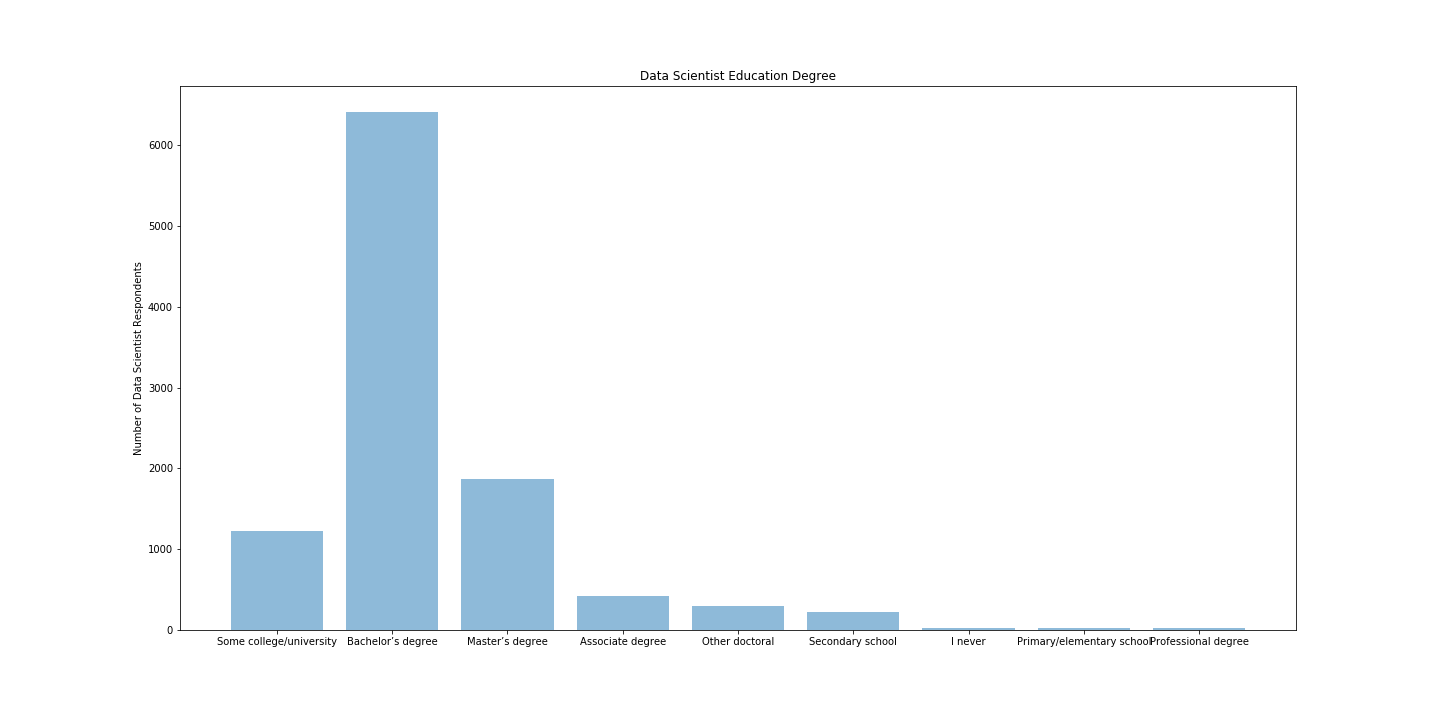 Data Scientist Education Degree
Number of Data Scientist Respondents
6000
5000
4000
3000
2000
1000
0
Some college/university
Bachelor’s degree
Master’s degree
Associate degree
Other doctoral
Secondary school
I never
Primary/elementary school
Professional degree